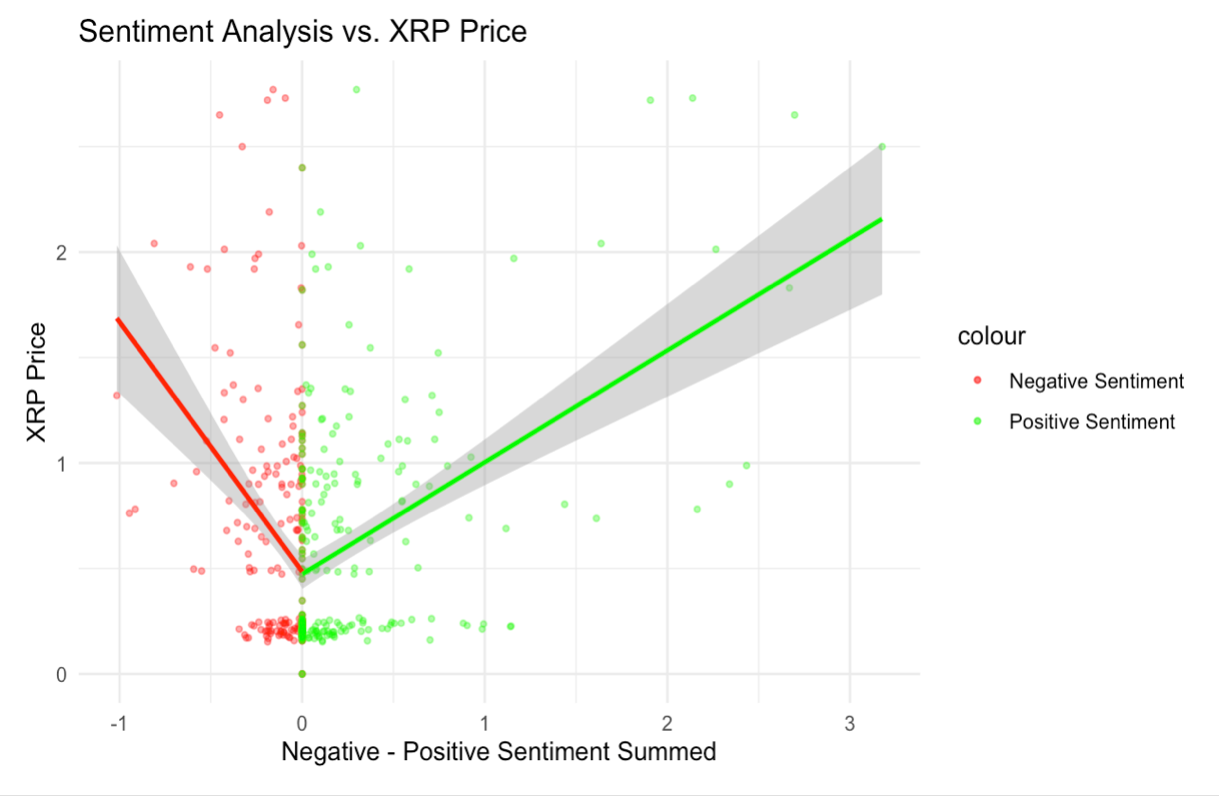 Sentiment Analysis vs. XRP Price
XRP Price
2
1
0
-1
0
1
2
3
Negative - Positive Sentiment Summed
colour
Negative Sentiment
Positive Sentiment